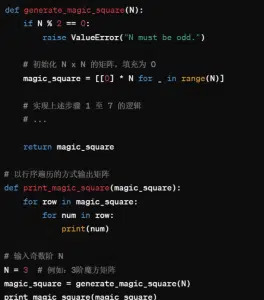 def generate_magic_square(N):
if N % 2 == 0:
raise ValueError("N must be odd.")
# 初始化 N x N 的矩阵，填充为 0
magic_square = [[0] * N for _ in range(N)]
# 实现上述步骤 1 至 7 的逻辑
# ...
return magic_square
# 以行序遍历的方式输出矩阵
def print_magic_square(magic_square):
for row in magic_square:
for num in row:
print(num)
# 输入奇数阶 N
N = 3 # 例如：3阶魔方矩阵
magic_square = generate_magic_square(N)
print_magic_square(magic_square)